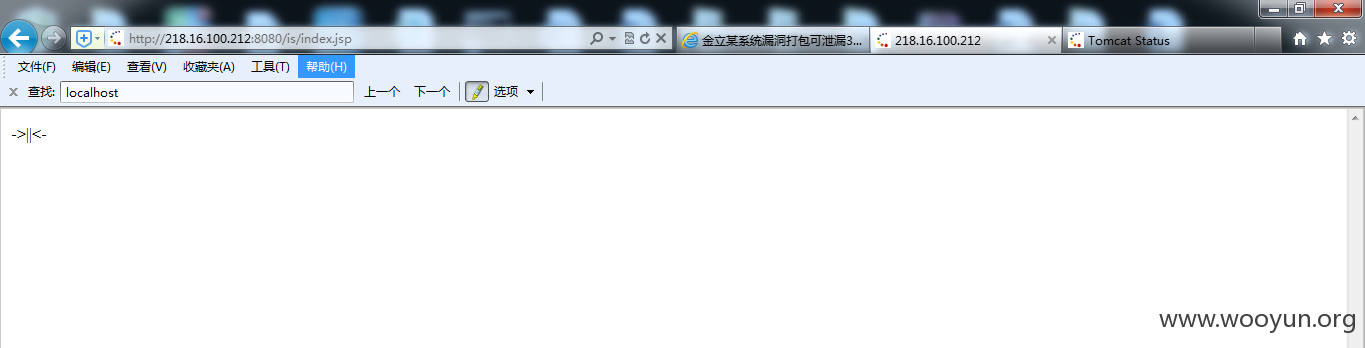 http://218.16.100.212:8080/is/index.jsp
金立某系统漏洞打包可泄漏3...
218.16.100.212
Tomcat Status
文件(F) 编辑(E) 查看(V) 收藏夹(A) 工具(T) 帮助(H)
查找: localhost 上一个 下一个 选项
->||<-
www.wooyun.org